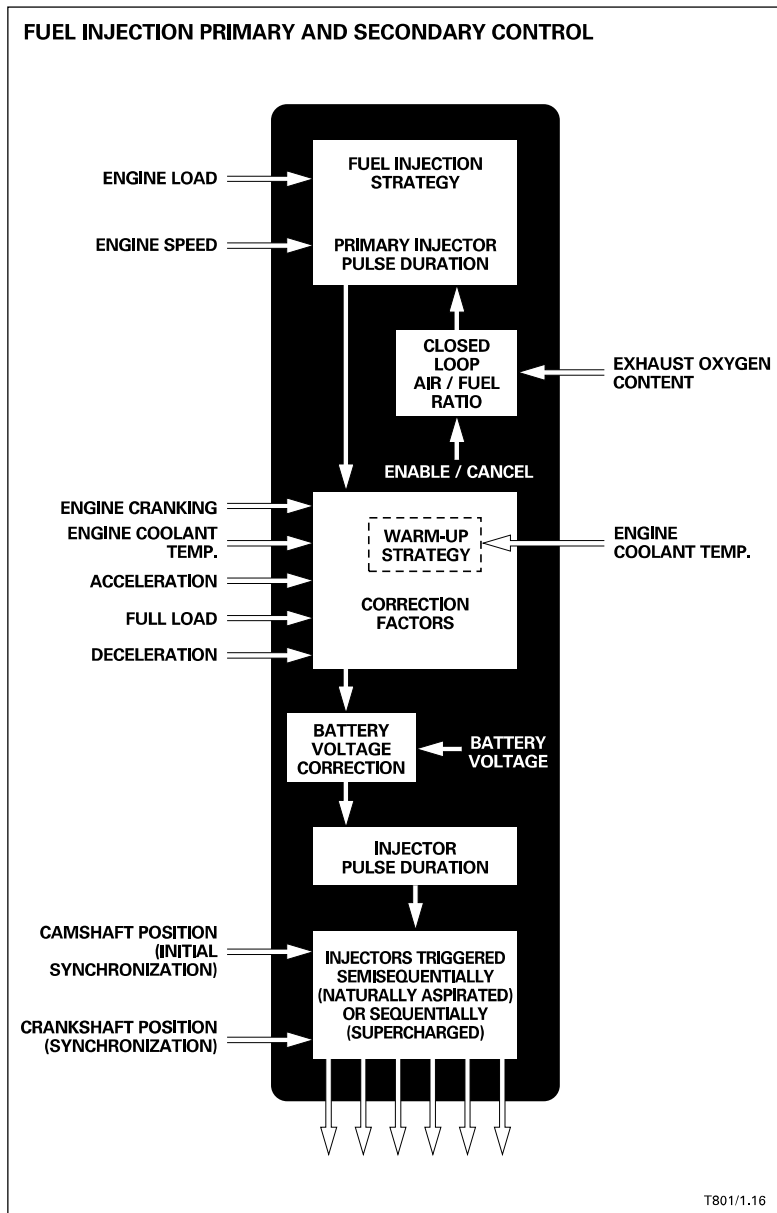 FUEL INJECTION PRIMARY AND SECONDARY CONTROL
ENGINE LOAD
FUEL INJECTION
STRATEGY
ENGINE SPEED
PRIMARY INJECTOR
PULSE DURATION
CLOSED
LOOP
AIR / FUEL
RATIO
EXHAUST OXYGEN
CONTENT
ENABLE / CANCEL
ENGINE CRANKING
ENGINE COOLANT
TEMP.
ACCELERATION
FULL LOAD
DECELERATION
WARM-UP
STRATEGY
ENGINE
COOLANT TEMP.
CORRECTION
FACTORS
BATTERY
VOLTAGE
CORRECTION
BATTERY
VOLTAGE
INJECTOR
PULSE DURATION
CAMSHAFT POSITION
(INITIAL
SYNCHRONIZATION)
CRANKSHAFT POSITION
(SYNCHRONIZATION)
INJECTORS TRIGGERED
SEMISEQUENTIALLY
(NATURALLY ASPIRATED)
OR SEQUENTIALLY
(SUPERCHARGED)
T801/1.16